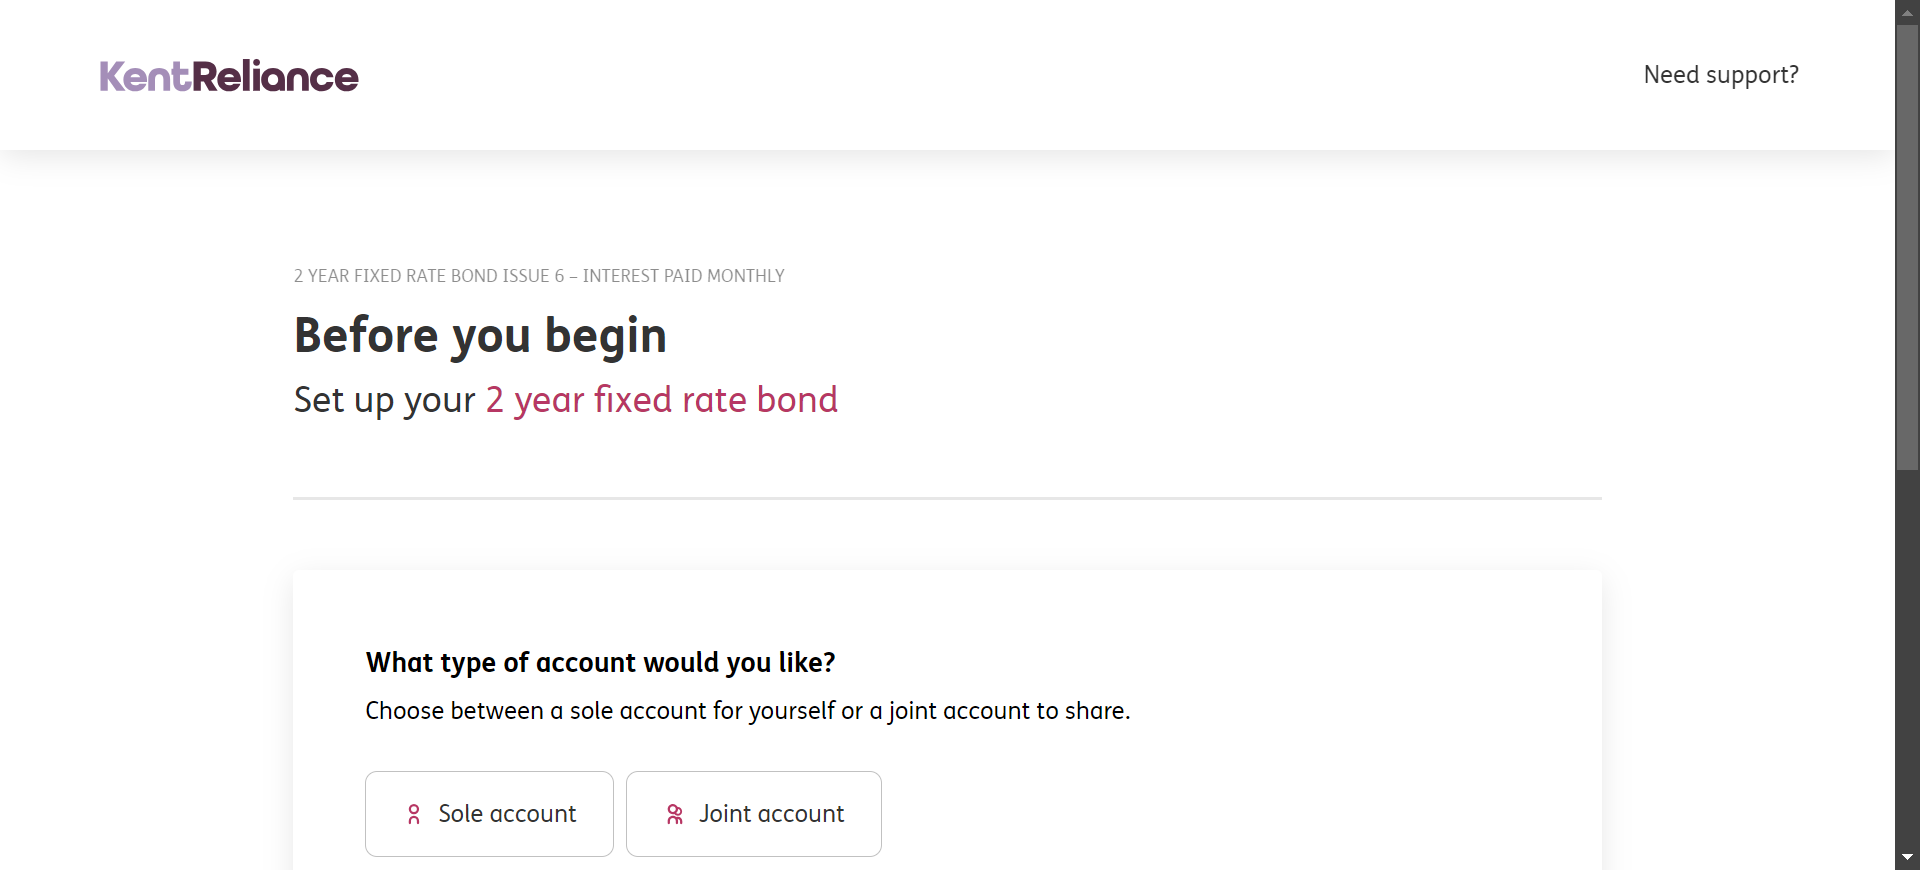 KentReliance
Need support?
2 YEAR FIXED RATE BOND ISSUE 6 – INTEREST PAID MONTHLY
Before you begin
Set up your 2 year fixed rate bond
What type of account would you like?
Choose between a sole account for yourself or a joint account to share.
Sole account
Joint account